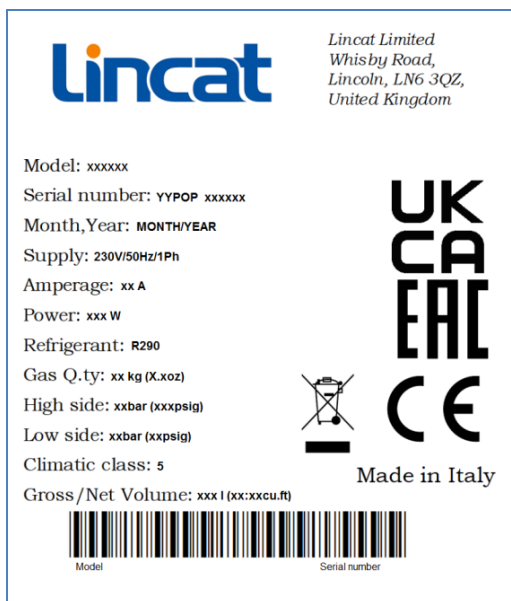 Lincat
Lincat Limited
Whisby Road,
Lincoln, LN6 3QZ,
United Kingdom
Model: xxxxxx
Serial number: YYPOP xxxxxx
Month,Year: MONTH/YEAR
Supply: 230V/50Hz/1Ph
Amperage: xx A
Power: xxx W
Refrigerant: R290
Gas Q.ty: xx kg (X.xoz)
High side: xxbar (xxxpsig)
Low side: xxbar (xxpsig)
Climatic class: 5
Gross/Net Volume: xxx l (xx:xxcu.ft)
UK
CA
EAC
CE
Made in Italy
Model Serial number